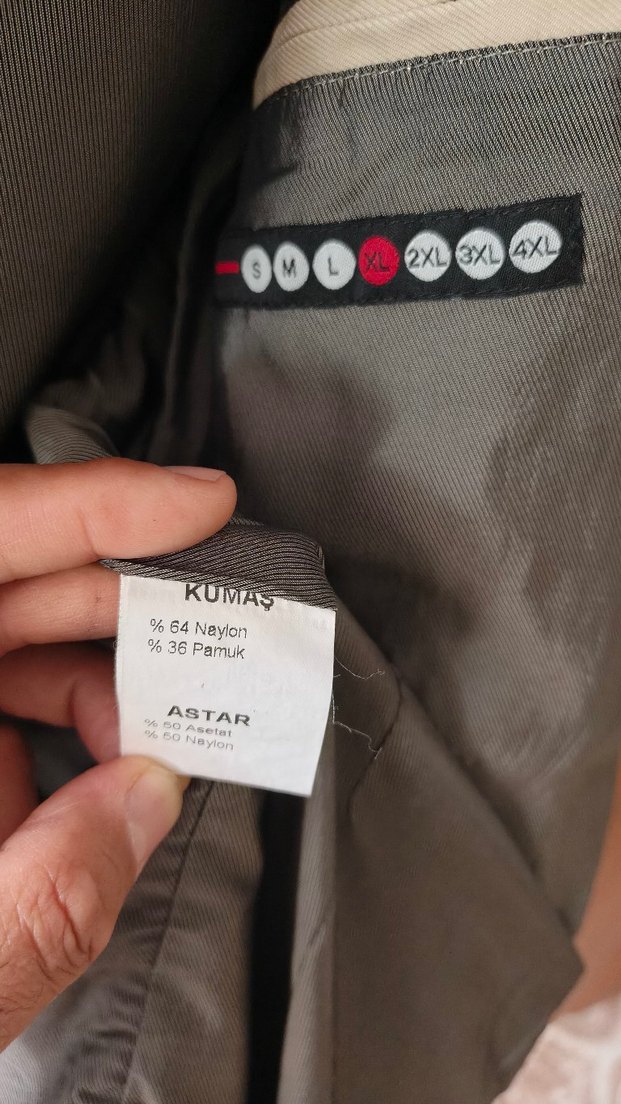 S M L XL 2XL 3XL 4XL
KUMAŞ
% 64 Naylon
% 36 Pamuk
ASTAR
% 50 Asetat
% 50 Naylon